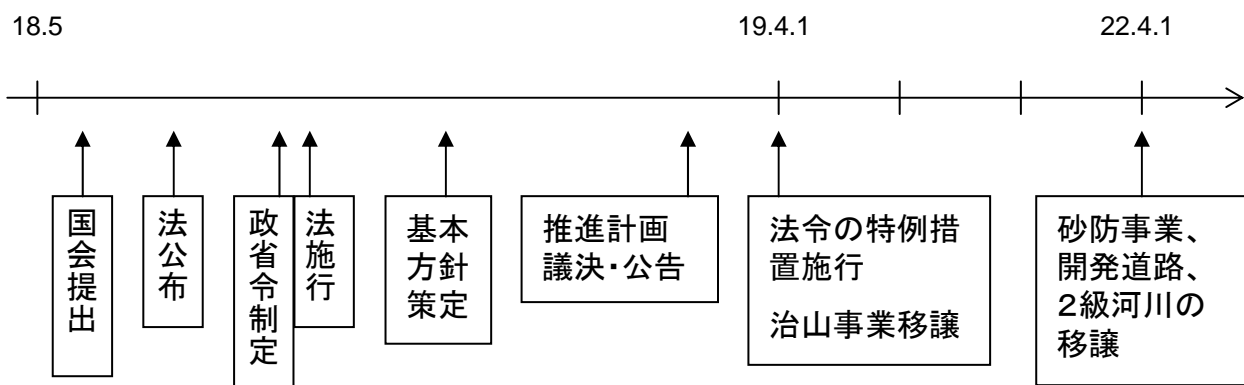 18.5
19.4.1
22.4.1
国会提出
法公布
政省令制定
法施行
基本
方針
策定
推進計画
議決・公告
法令の特例措
置施行
治山事業移譲
砂防事業、
開発道路、
２級河川の
移譲